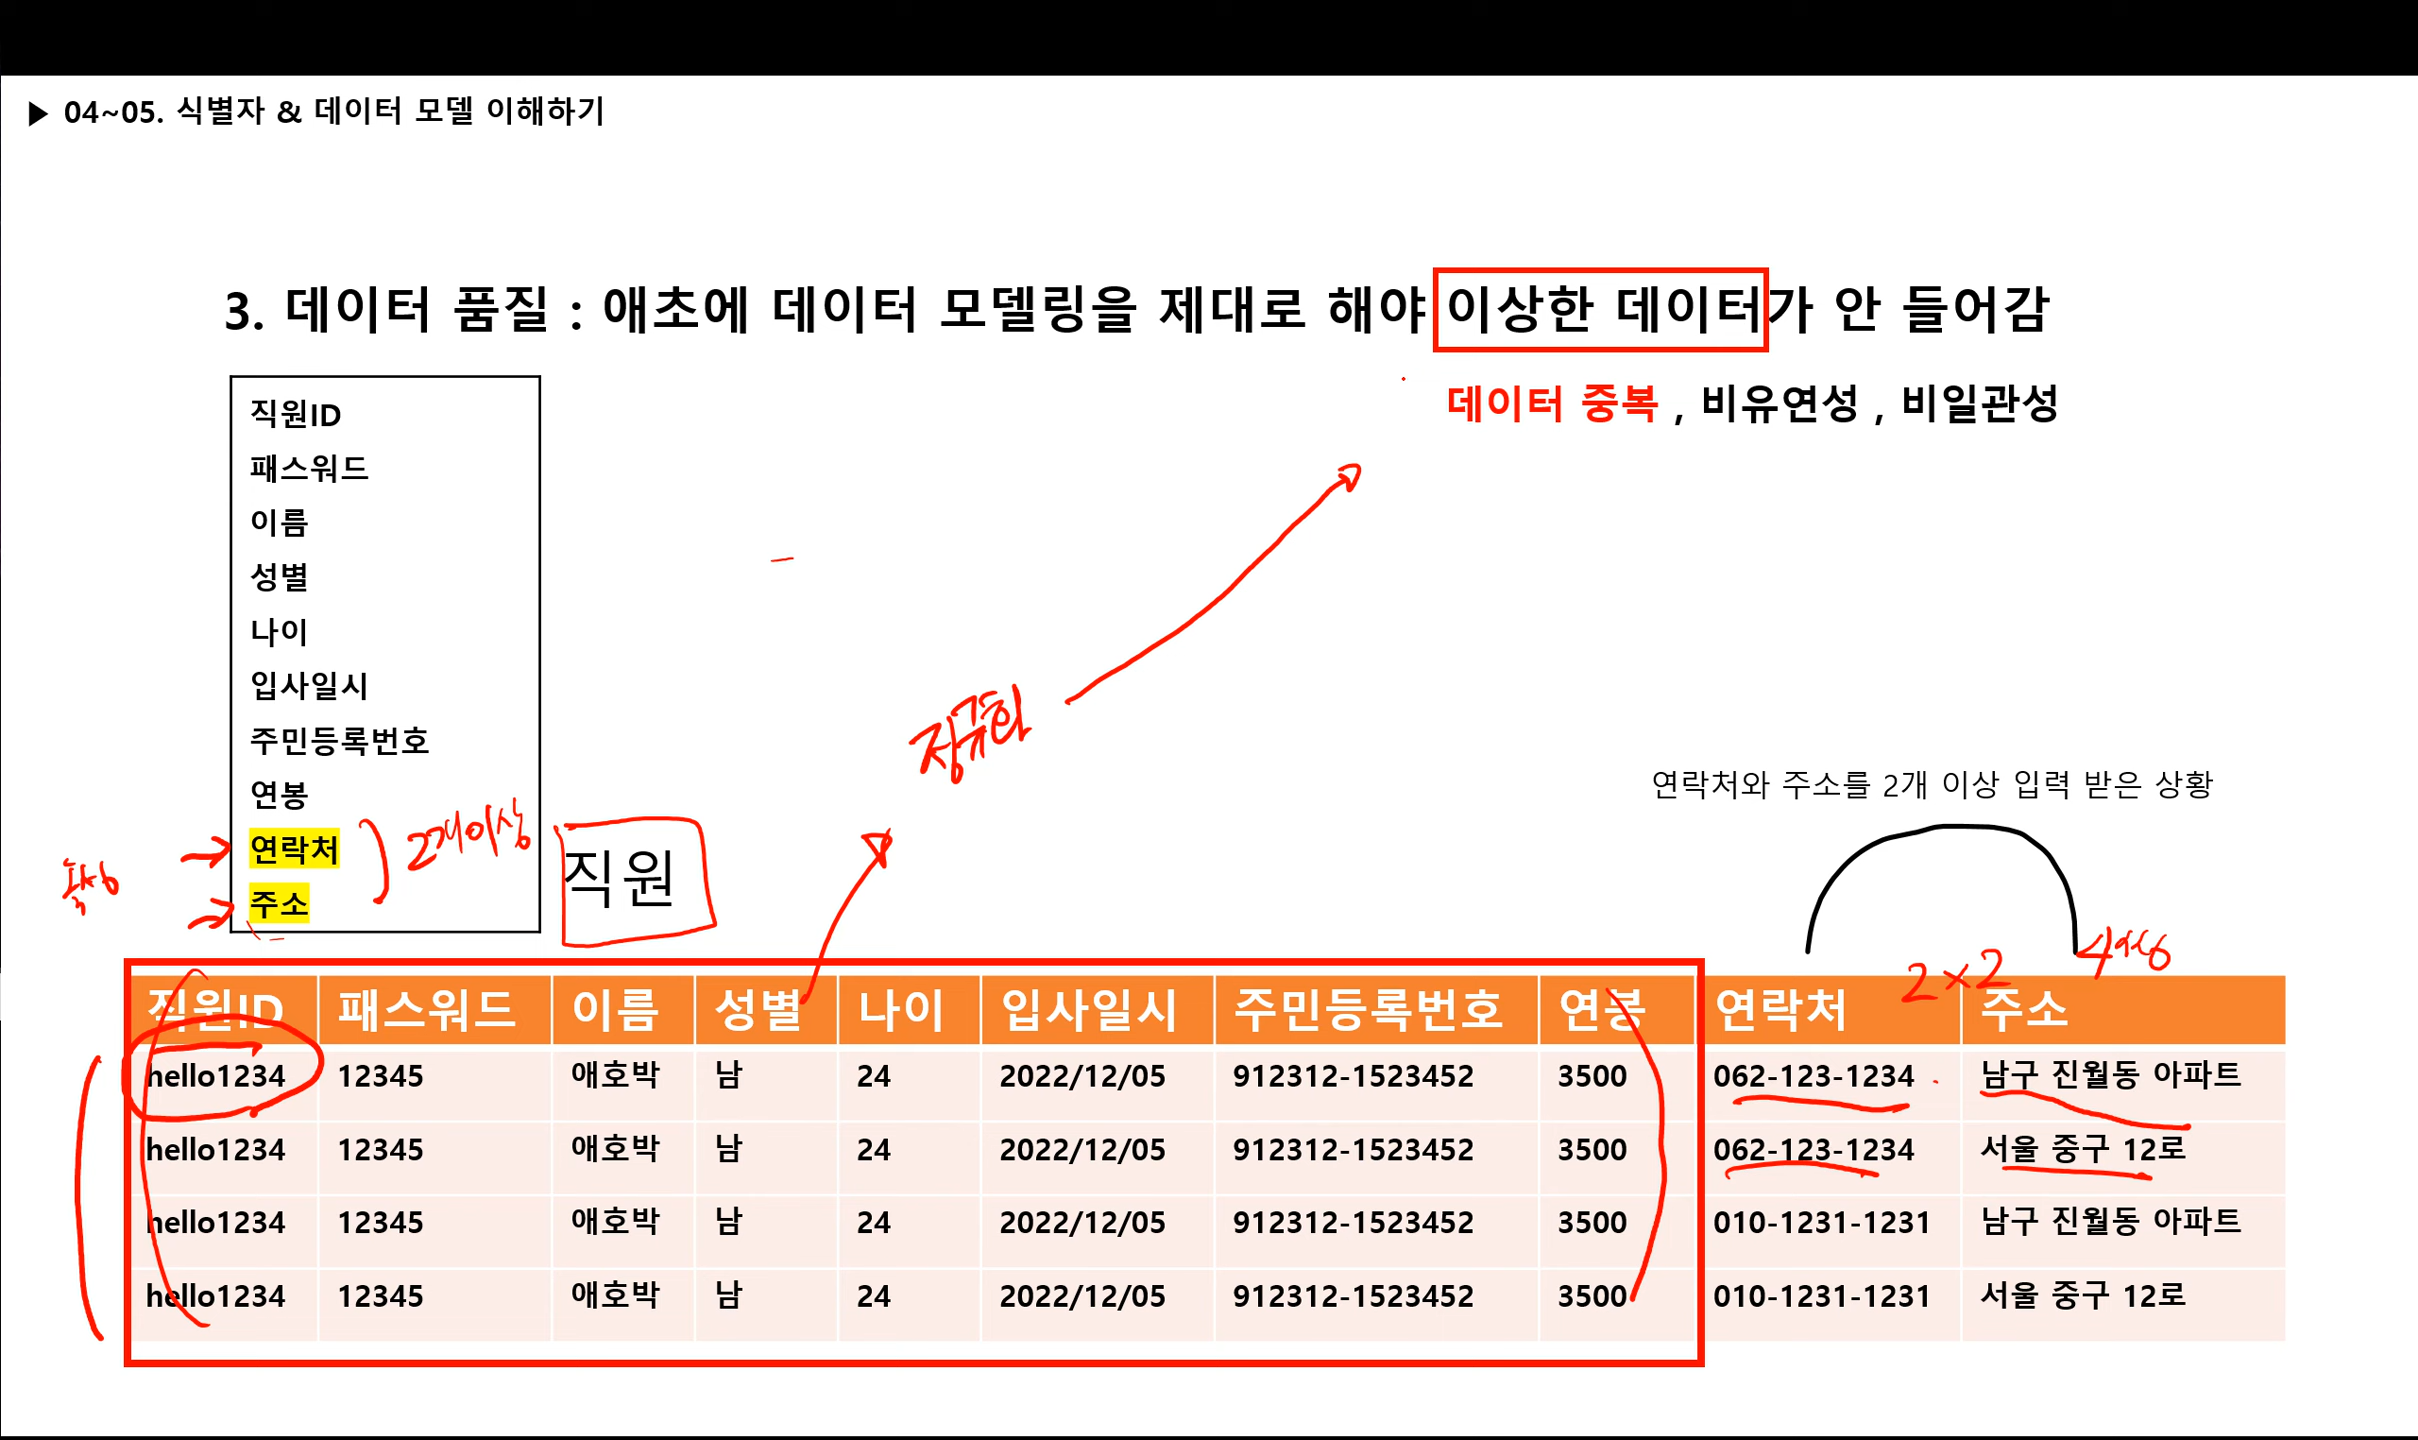 ▶ 04~05. 식별자 & 데이터 모델 이해하기
3. 데이터 품질 : 애초에 데이터 모델링을 제대로 해야 이상한 데이터가 안 들어감
데이터 중복 , 비유연성 , 비일관성
직원ID
패스워드
이름
성별
나이
입사일시
주민등록번호
연봉
연락처
주소
2개이상
직원
정규화
연락처와 주소를 2개 이상 입력 받은 상황
2×2
직원ID 패스워드 이름 성별 나이 입사일시 주민등록번호 연봉 연락처 주소
hello1234 12345 애호박 남 24 2022/12/05 912312-1523452 3500 062-123-1234 남구 진월동 아파트
hello1234 12345 애호박 남 24 2022/12/05 912312-1523452 3500 062-123-1234 서울 중구 12로
hello1234 12345 애호박 남 24 2022/12/05 912312-1523452 3500 010-1231-1231 남구 진월동 아파트
hello1234 12345 애호박 남 24 2022/12/05 912312-1523452 3500 010-1231-1231 서울 중구 12로